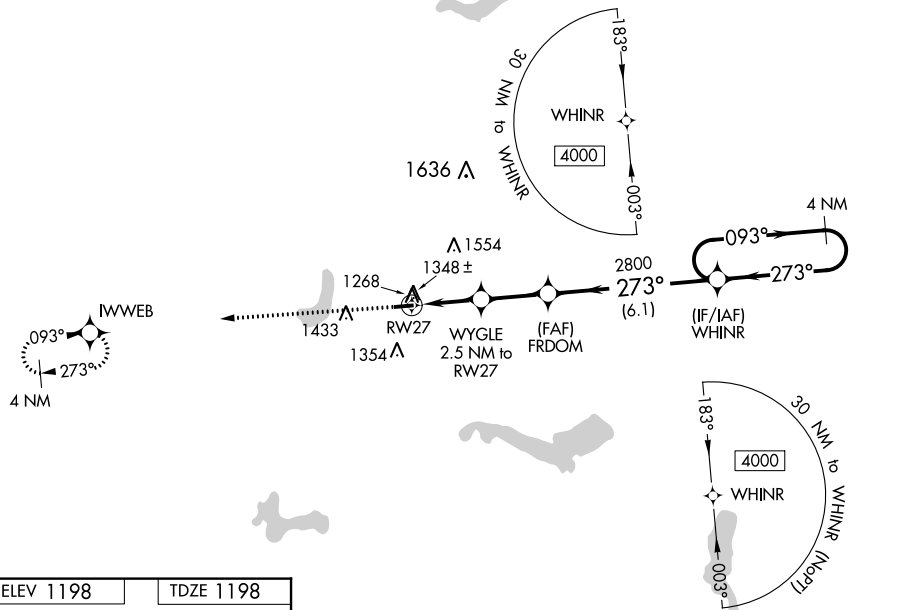 183°
30 NM to WHINR
WHINR
4000
003°
1636
4 NM
093°
1554
1348 ±
1268
2800
273°
273°
(6.1)
(IF/IAF)
WHINR
IWWEB
093°
273°
4 NM
1433
RW27
1354
WYGLE
2.5 NM to
RW27
(FAF)
FRDOM
183°
30 NM to WHINR (NoPT)
4000
WHINR
003°
ELEV 1198
TDZE 1198